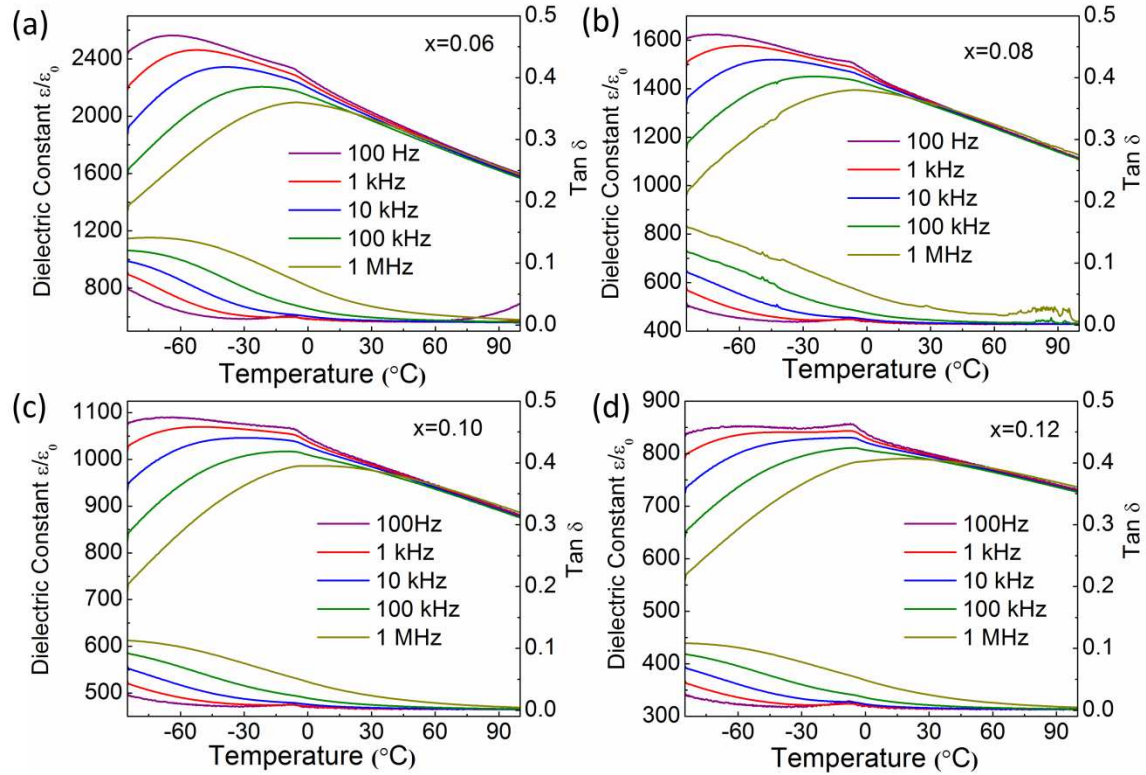 (a)
x=0.06
Dielectric Constant ε/ε₀
2400
2000
1600
1200
800
0.5
0.4
0.3
0.2
0.1
0.0
Tan δ
100 Hz
1 kHz
10 kHz
100 kHz
1 MHz
-60 -30 0 30 60 90
Temperature (°C)
(b)
x=0.08
Dielectric Constant ε/ε₀
1600
1400
1200
1000
800
600
400
0.5
0.4
0.3
0.2
0.1
0.0
Tan δ
100 Hz
1 kHz
10 kHz
100 kHz
1 MHz
-60 -30 0 30 60 90
Temperature (°C)
(c)
x=0.10
Dielectric Constant ε/ε₀
1100
1000
900
800
700
600
500
0.5
0.4
0.3
0.2
0.1
0.0
Tan δ
100Hz
1 kHz
10 kHz
100 kHz
1 MHz
-60 -30 0 30 60 90
Temperature (°C)
(d)
x=0.12
Dielectric Constant ε/ε₀
900
800
750
700
650
600
550
450
400
350
300
0.5
0.4
0.3
0.2
0.1
0.0
Tan δ
100Hz
1 kHz
10 kHz
100 kHz
1 MHz
-60 -30 0 30 60 90
Temperature (°C)